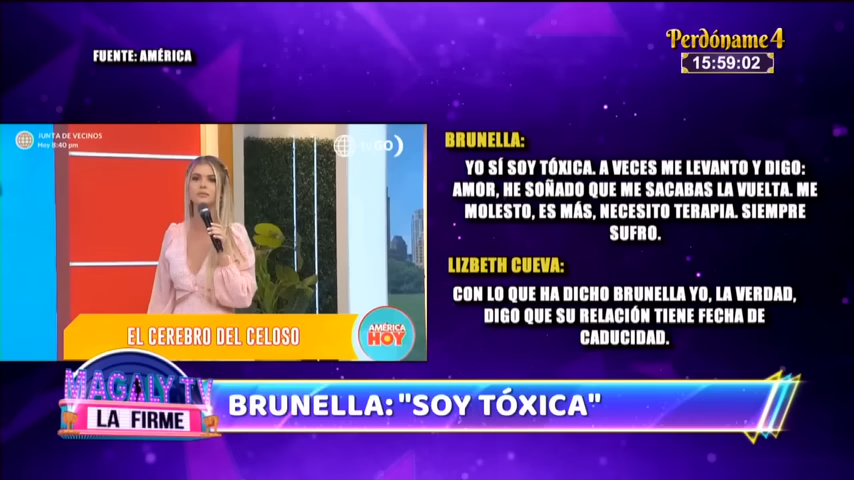 FUENTE: AMÉRICA
Perdóname 4
15:59:02
JUNTA DE VECINOS
Hoy 8:40 pm
tvGO
BRUNELLA:
YO SÍ SOY TÓXICA. A VECES ME LEVANTO Y DIGO:
AMOR, HE SOÑADO QUE ME SACABAS LA VUELTA. ME
MOLESTO, ES MÁS, NECESITO TERAPIA. SIEMPRE
SUFRO.
LIZBETH CUEVA:
CON LO QUE HA DICHO BRUNELLA YO, LA VERDAD,
DIGO QUE SU RELACIÓN TIENE FECHA DE
CADUCIDAD.
EL CEREBRO DEL CELOSO
AMÉRICA
HOY
MAGALY TV
LA FIRME
BRUNELLA: "SOY TÓXICA"